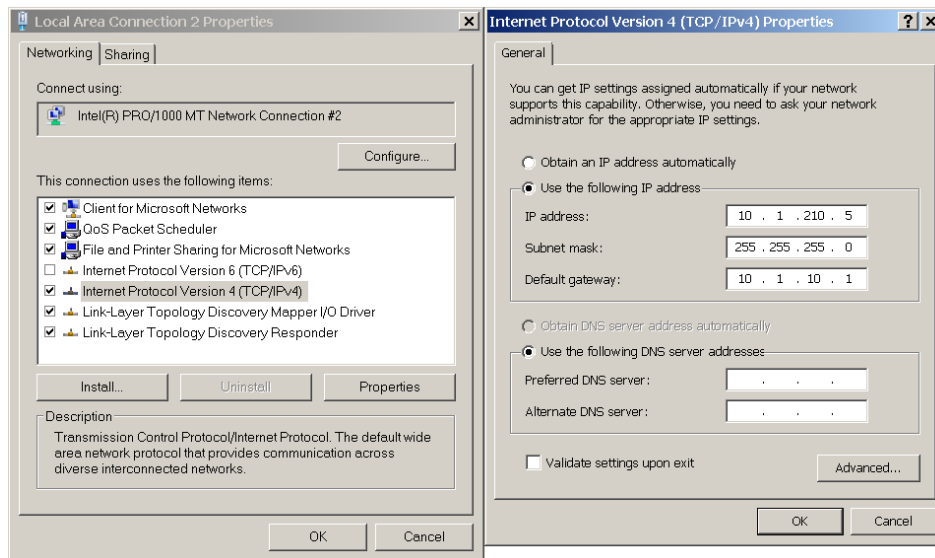 Local Area Connection 2 Properties
Networking
Sharing
Connect using:
Intel(R) PRO/1000 MT Network Connection #2
Configure...
This connection uses the following items:
Client for Microsoft Networks
QoS Packet Scheduler
File and Printer Sharing for Microsoft Networks
Internet Protocol Version 6 (TCP/IPv6)
Internet Protocol Version 4 (TCP/IPv4)
Link-Layer Topology Discovery Mapper I/O Driver
Link-Layer Topology Discovery Responder
Install...
Uninstall
Properties
Description
Transmission Control Protocol/Internet Protocol. The default wide
area network protocol that provides communication across
diverse interconnected networks.
OK
Cancel
Internet Protocol Version 4 (TCP/IPv4) Properties
General
You can get IP settings assigned automatically if your network
supports this capability. Otherwise, you need to ask your network
administrator for the appropriate IP settings.
Obtain an IP address automatically
Use the following IP address
IP address: 10 . 1 . 210 . 5
Subnet mask: 255 . 255 . 255 . 0
Default gateway: 10 . 1 . 10 . 1
Obtain DNS server address automatically
Use the following DNS server addresses
Preferred DNS server: . . .
Alternate DNS server: . . .
Validate settings upon exit
Advanced...
OK
Cancel